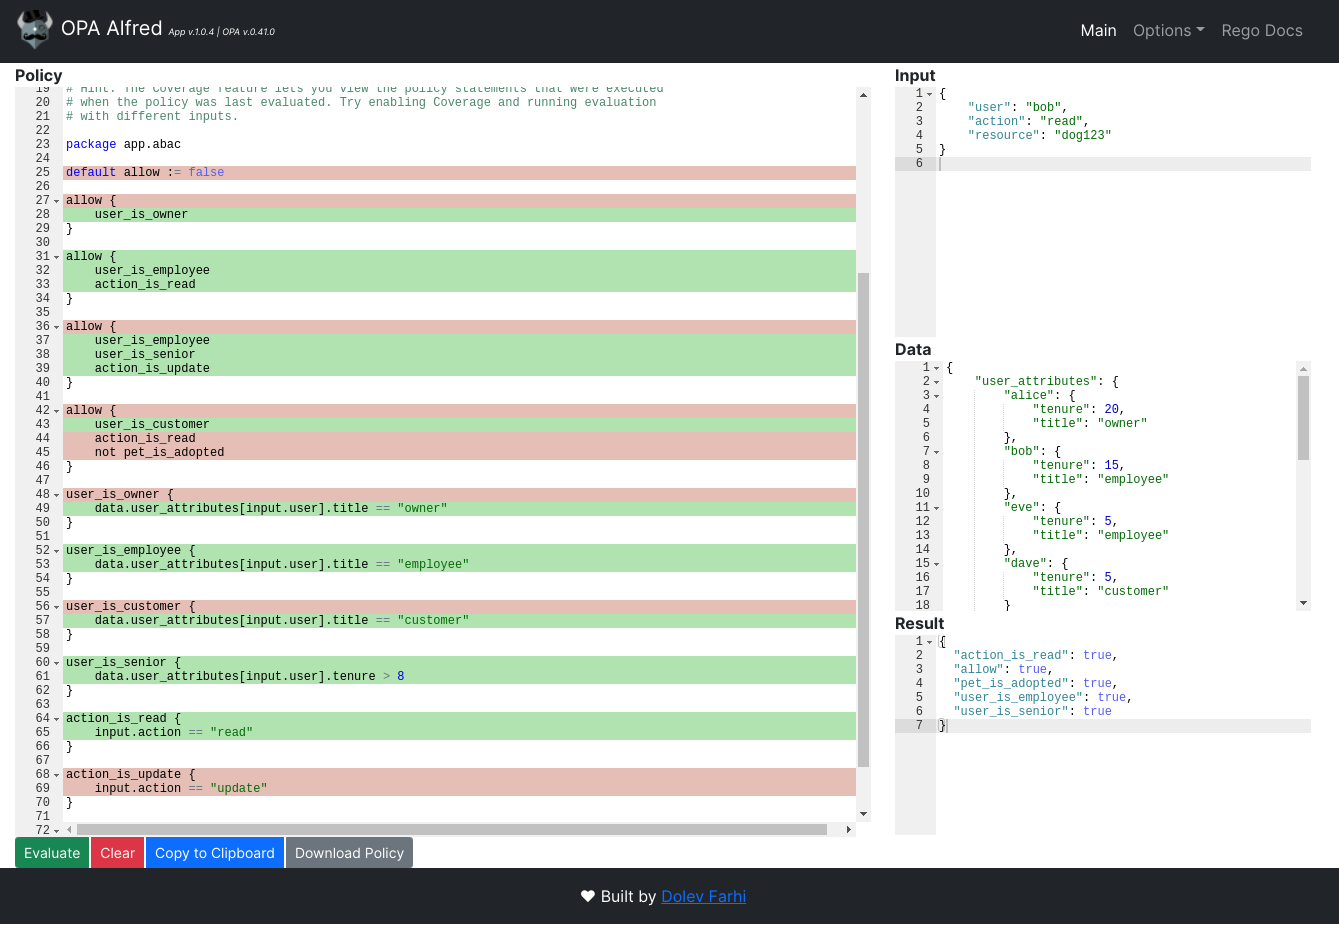 OPA Alfred App v.1.0.4 | OPA v.0.41.0
Main Options Rego Docs
Policy
19 # Hint: The Coverage feature lets you view the policy statements that were executed
20 # when the policy was last evaluated. Try enabling Coverage and running evaluation
21 # with different inputs.
22
23 package app.abac
24
25 default allow := false
26
27 allow {
28     user_is_owner
29 }
30
31 allow {
32     user_is_employee
33     action_is_read
34 }
35
36 allow {
37     user_is_employee
38     user_is_senior
39     action_is_update
40 }
41
42 allow {
43     user_is_customer
44     action_is_read
45     not pet_is_adopted
46 }
47
48 user_is_owner {
49     data.user_attributes[input.user].title == "owner"
50 }
51
52 user_is_employee {
53     data.user_attributes[input.user].title == "employee"
54 }
55
56 user_is_customer {
57     data.user_attributes[input.user].title == "customer"
58 }
59
60 user_is_senior {
61     data.user_attributes[input.user].tenure > 8
62 }
63
64 action_is_read {
65     input.action == "read"
66 }
67
68 action_is_update {
69     input.action == "update"
70 }
71
72
Evaluate Clear Copy to Clipboard Download Policy
Input
1 {
2     "user": "bob",
3     "action": "read",
4     "resource": "dog123"
5 }
6
Data
1 {
2     "user_attributes": {
3         "alice": {
4             "tenure": 20,
5             "title": "owner"
6         },
7         "bob": {
8             "tenure": 15,
9             "title": "employee"
10         },
11         "eve": {
12             "tenure": 5,
13             "title": "employee"
14         },
15         "dave": {
16             "tenure": 5,
17             "title": "customer"
18         }
Result
1 {
2   "action_is_read": true,
3   "allow": true,
4   "pet_is_adopted": true,
5   "user_is_employee": true,
6   "user_is_senior": true
7 }
♥ Built by Dolev Farhi